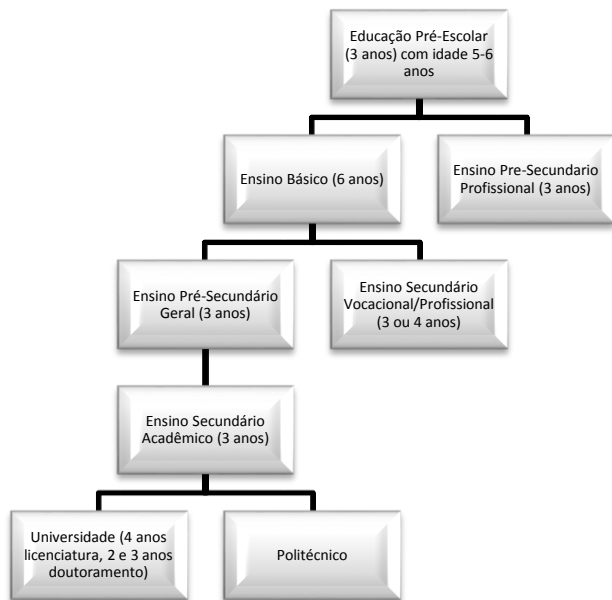 Educação Pré-Escolar
(3 anos) com idade 5-6
anos
Ensino Básico (6 anos)
Ensino Pre-Secundario
Profissional (3 anos)
Ensino Pré-Secundário
Geral (3 anos)
Ensino Secundário
Vocacional/Profissional
(3 ou 4 anos)
Ensino Secundário
Acadêmico (3 anos)
Universidade (4 anos
licenciatura, 2 e 3 anos
doutoramento)
Politécnico